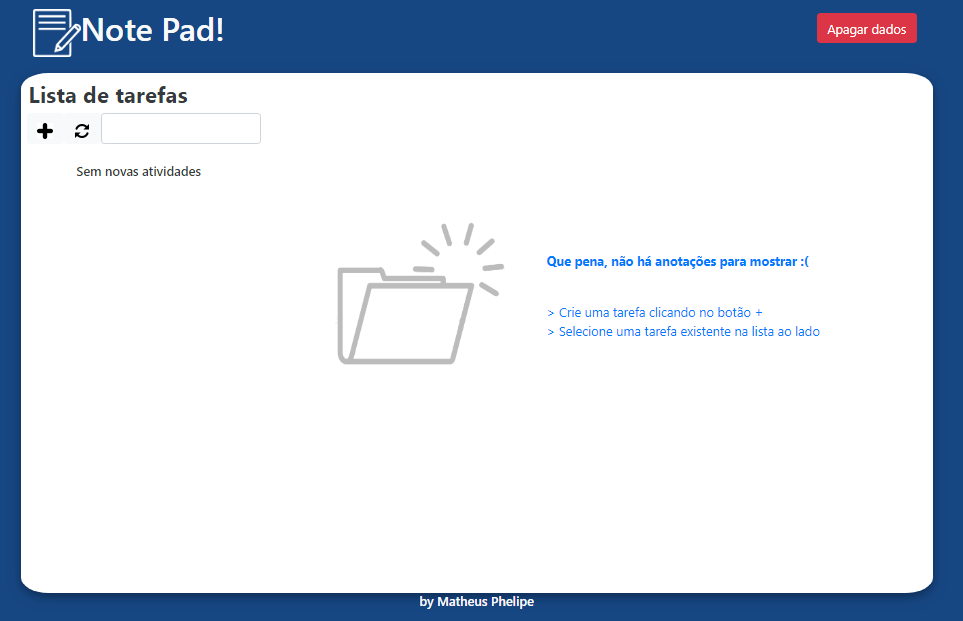 Note Pad!
Apagar dados
Lista de tarefas
Sem novas atividades
Que pena, não há anotações para mostrar :(
> Crie uma tarefa clicando no botão +
> Selecione uma tarefa existente na lista ao lado
by Matheus Phelipe